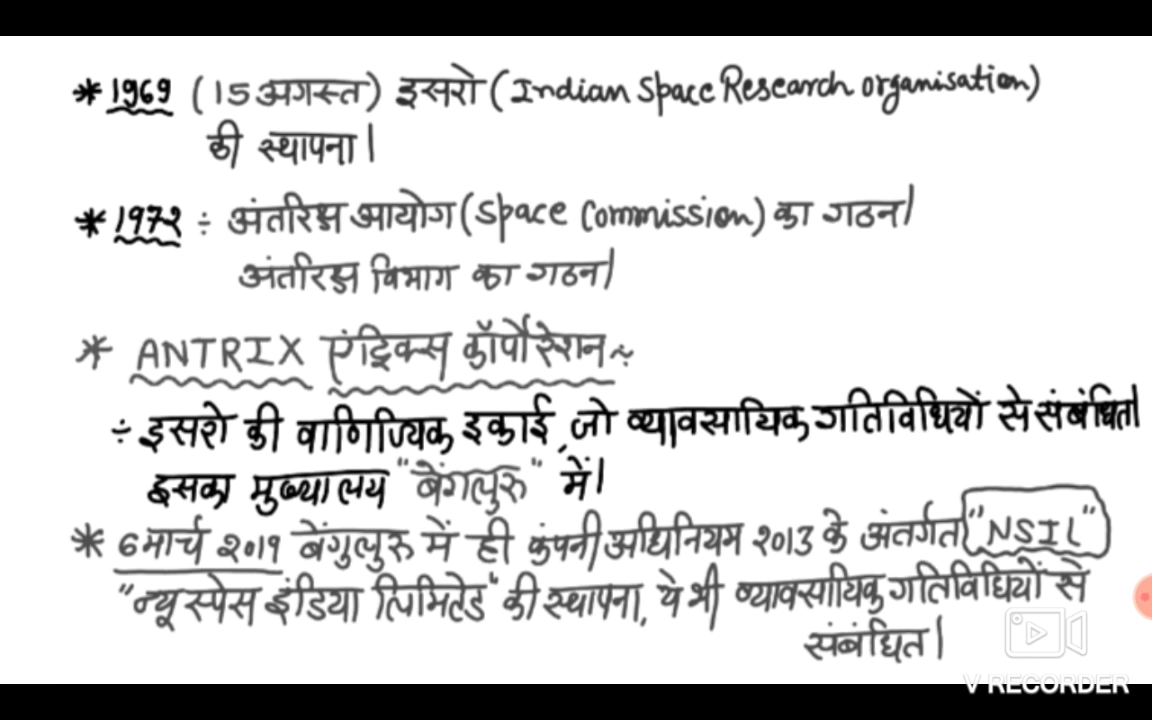 * 1969 (15 अगस्त) इसरो (Indian Space Research organisation)
की स्थापना।
* 1972 ÷ अंतरिक्ष आयोग (Space Commission) का गठन।
अंतरिक्ष विभाग का गठन।
* ANTRIX एंट्रिक्स कॉर्पोरेशन ~
÷ इसरो की वाणिज्यिक इकाई, जो व्यावसायिक गतिविधियों से संबंधित।
इसका मुख्यालय "बेंगलुरु" में।
* 6 मार्च 2019 बेंगुलुरु में ही कंपनी अधिनियम 2013 के अंतर्गत "NSIL"
"न्यू स्पेस इंडिया लिमिटेड" की स्थापना, ये भी व्यावसायिक गतिविधियों से
संबंधित।
V RECORDER